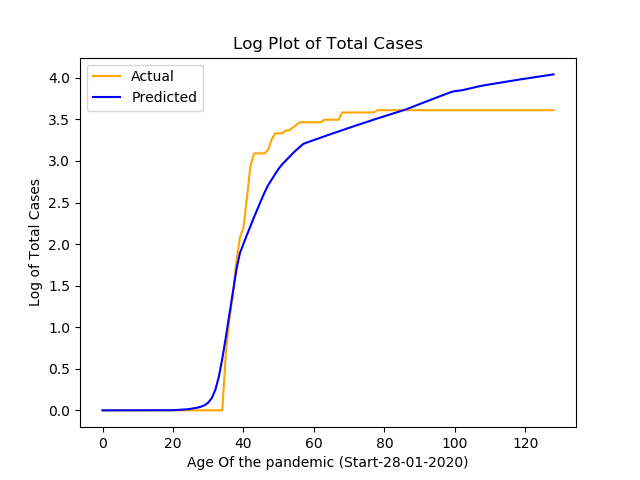 Log Plot of Total Cases
Actual
Predicted
Log of Total Cases
4.0
3.5
3.0
2.5
2.0
1.5
1.0
0.5
0.0
0 20 40 60 80 100 120
Age Of the pandemic (Start-28-01-2020)